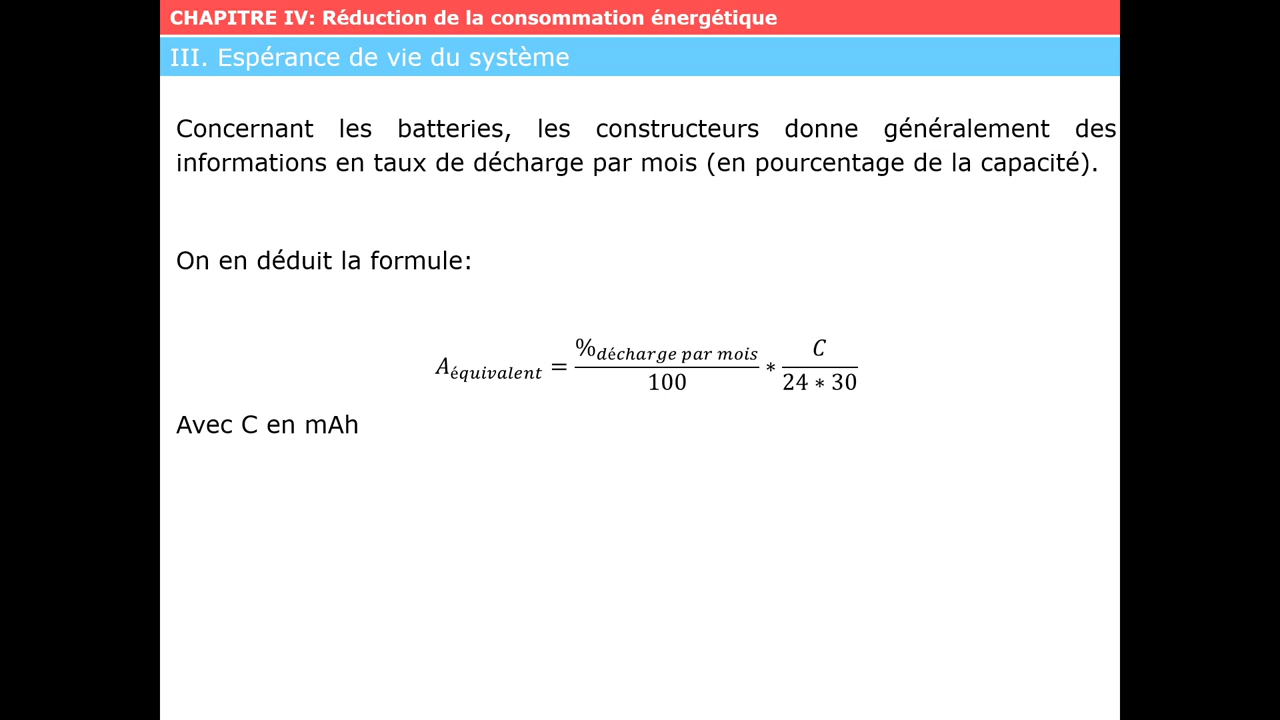 CHAPITRE IV: Réduction de la consommation énergétique
III. Espérance de vie du système
Concernant les batteries, les constructeurs donne généralement des
informations en taux de décharge par mois (en pourcentage de la capacité).
On en déduit la formule:
A_équivalent = %_décharge par mois / 100 * C / 24 * 30
Avec C en mAh